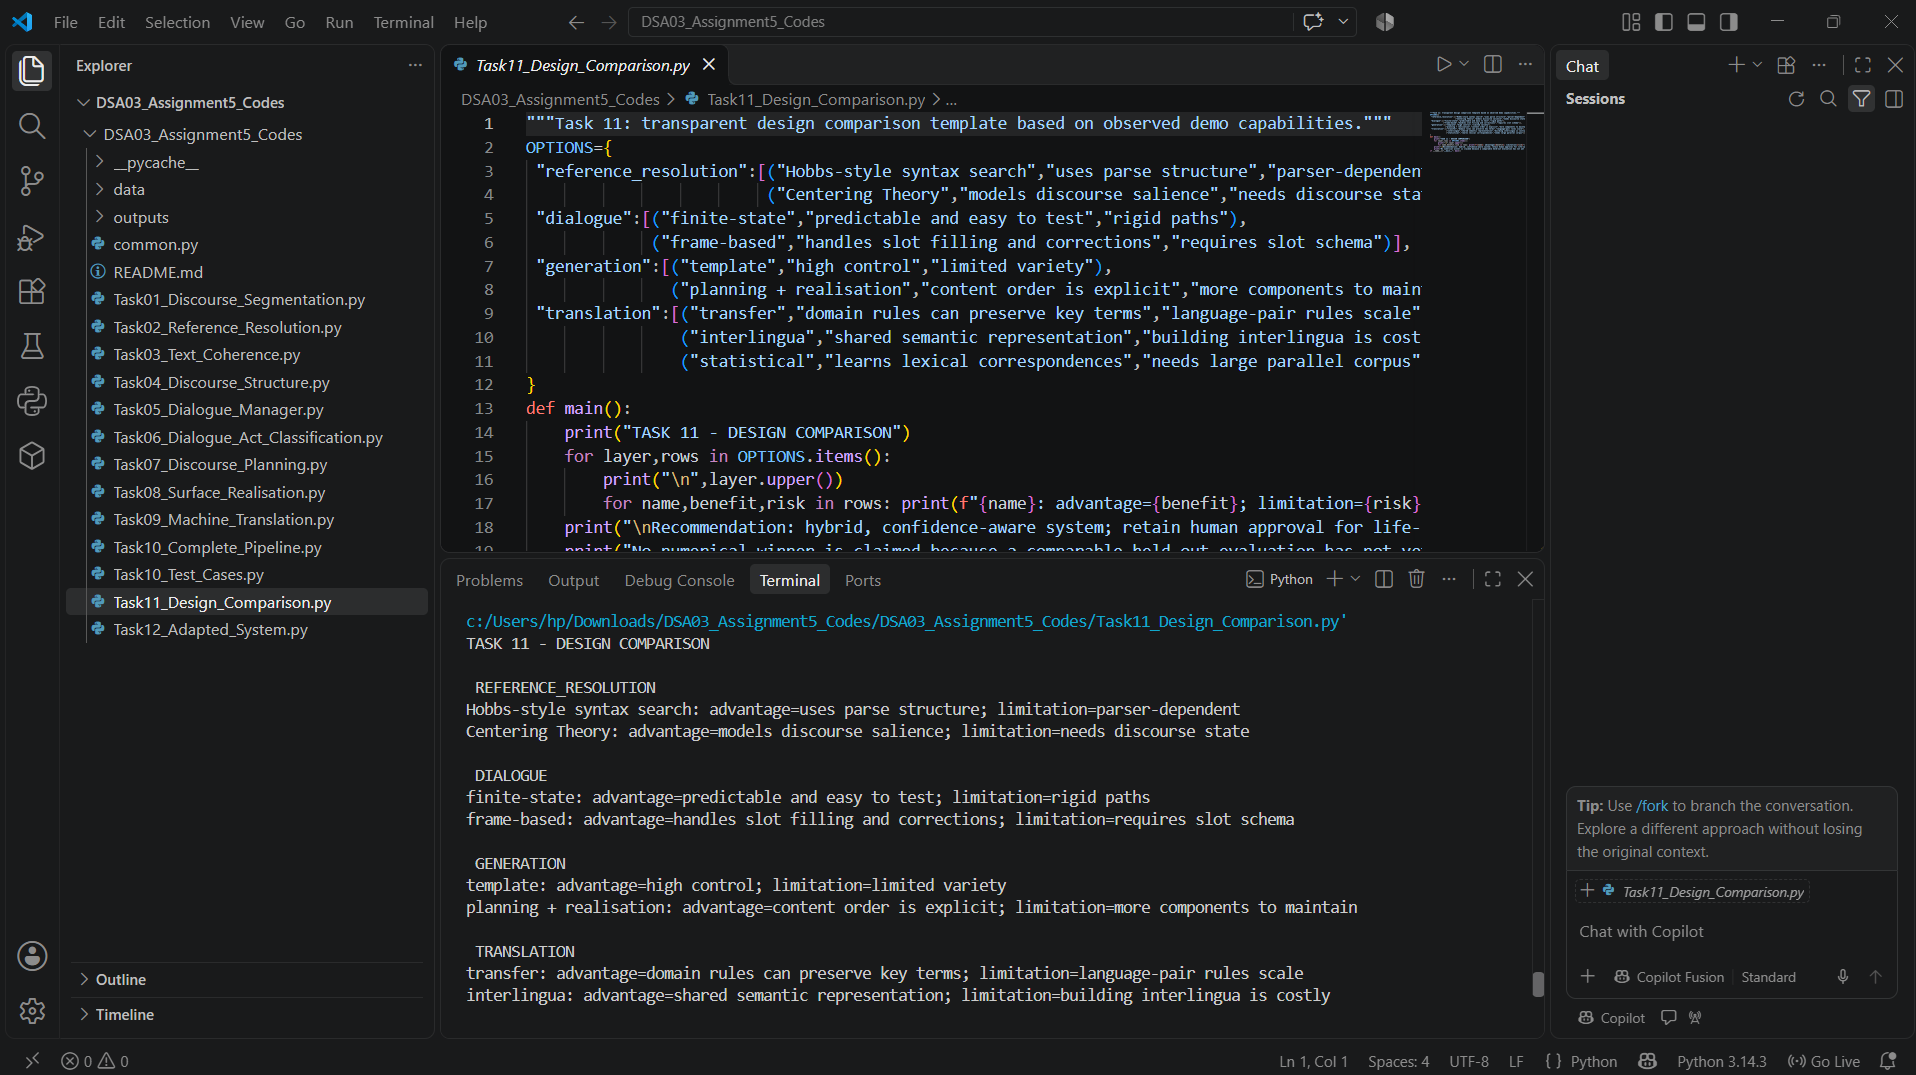 File Edit Selection View Go Run Terminal Help
DSA03_Assignment5_Codes
Explorer
DSA03_Assignment5_Codes
DSA03_Assignment5_Codes
__pycache__
data
outputs
common.py
README.md
Task01_Discourse_Segmentation.py
Task02_Reference_Resolution.py
Task03_Text_Coherence.py
Task04_Discourse_Structure.py
Task05_Dialogue_Manager.py
Task06_Dialogue_Act_Classification.py
Task07_Discourse_Planning.py
Task08_Surface_Realisation.py
Task09_Machine_Translation.py
Task10_Complete_Pipeline.py
Task10_Test_Cases.py
Task11_Design_Comparison.py
Task12_Adapted_System.py
Outline
Timeline
Task11_Design_Comparison.py
DSA03_Assignment5_Codes > Task11_Design_Comparison.py > ...
1 """Task 11: transparent design comparison template based on observed demo capabilities."""
2 OPTIONS={
3 "reference_resolution":[("Hobbs-style syntax search","uses parse structure","parser-dependen
4 ("Centering Theory","models discourse salience","needs discourse sta
5 "dialogue":[("finite-state","predictable and easy to test","rigid paths"),
6 ("frame-based","handles slot filling and corrections","requires slot schema")],
7 "generation":[("template","high control","limited variety"),
8 ("planning + realisation","content order is explicit","more components to main
9 "translation":[("transfer","domain rules can preserve key terms","language-pair rules scale"
10 ("interlingua","shared semantic representation","building interlingua is cost
11 ("statistical","learns lexical correspondences","needs large parallel corpus"
12 }
13 def main():
14 print("TASK 11 - DESIGN COMPARISON")
15 for layer,rows in OPTIONS.items():
16 print("\n",layer.upper())
17 for name,benefit,risk in rows: print(f"{name}: advantage={benefit}; limitation={risk}
18 print("\nRecommendation: hybrid, confidence-aware system; retain human approval for life-
19 print("No numerical winner is claimed because a comparable held-out evaluation has not ye
Problems Output Debug Console Terminal Ports
Python
c:/Users/hp/Downloads/DSA03_Assignment5_Codes/DSA03_Assignment5_Codes/Task11_Design_Comparison.py'
TASK 11 - DESIGN COMPARISON
REFERENCE_RESOLUTION
Hobbs-style syntax search: advantage=uses parse structure; limitation=parser-dependent
Centering Theory: advantage=models discourse salience; limitation=needs discourse state
DIALOGUE
finite-state: advantage=predictable and easy to test; limitation=rigid paths
frame-based: advantage=handles slot filling and corrections; limitation=requires slot schema
GENERATION
template: advantage=high control; limitation=limited variety
planning + realisation: advantage=content order is explicit; limitation=more components to maintain
TRANSLATION
transfer: advantage=domain rules can preserve key terms; limitation=language-pair rules scale
interlingua: advantage=shared semantic representation; limitation=building interlingua is costly
Chat
Sessions
Tip: Use /fork to branch the conversation.
Explore a different approach without losing
the original context.
Task11_Design_Comparison.py
Chat with Copilot
Copilot Fusion Standard
Copilot
0 0
Ln 1, Col 1 Spaces: 4 UTF-8 LF { } Python Python 3.14.3 Go Live